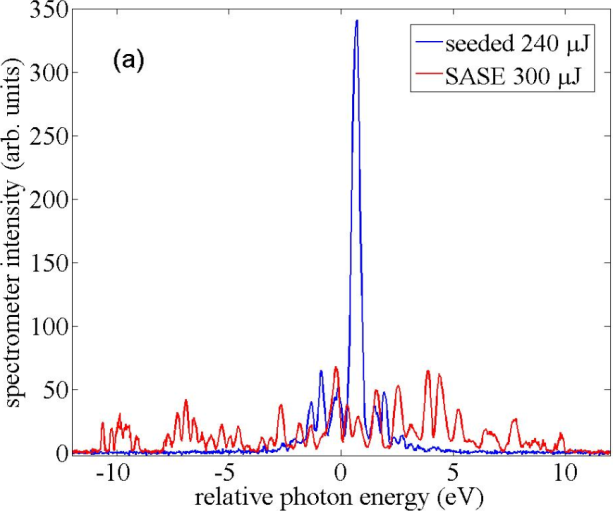 (a)
seeded 240 μJ
SASE 300 μJ
spectrometer intensity (arb. units)
350
300
250
200
150
100
50
0
-10
-5
0
5
10
relative photon energy (eV)